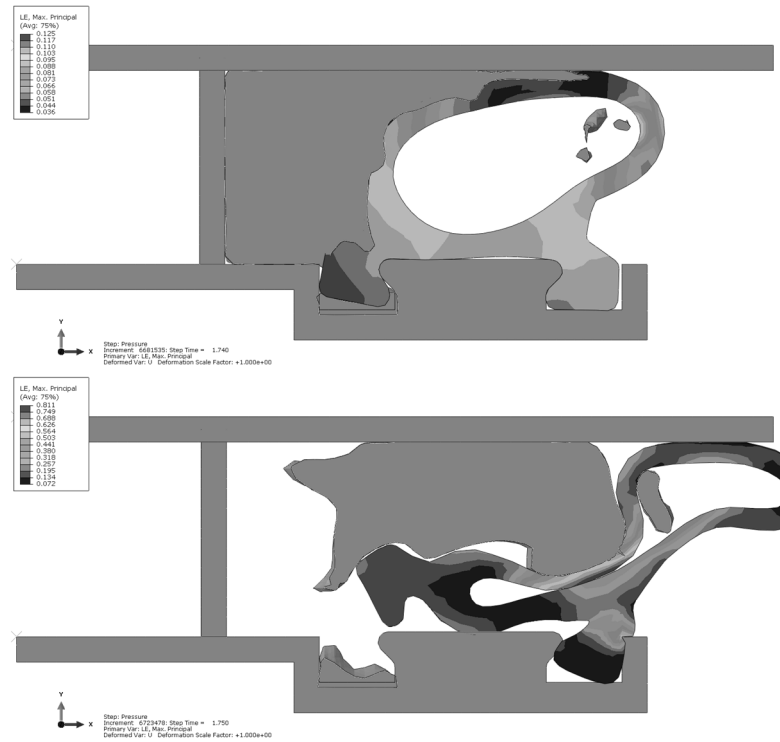 LE, Max. Principal
(Avg: 75%)
0.125
0.117
0.110
0.103
0.095
0.088
0.081
0.073
0.066
0.058
0.051
0.044
0.036
Y
X
Step: Pressure
Increment 6681535: Step Time = 1.740
Primary Var: LE, Max. Principal
Deformed Var: U Deformation Scale Factor: +1.000e+00
LE, Max. Principal
(Avg: 75%)
0.811
0.749
0.688
0.626
0.564
0.503
0.441
0.380
0.318
0.257
0.195
0.134
0.072
Y
X
Step: Pressure
Increment 6723478: Step Time = 1.750
Primary Var: LE, Max. Principal
Deformed Var: U Deformation Scale Factor: +1.000e+00